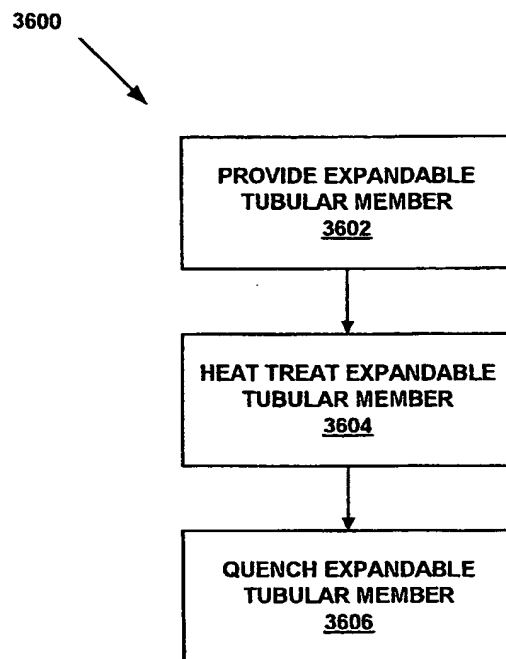 3600
PROVIDE EXPANDABLE
TUBULAR MEMBER
3602
HEAT TREAT EXPANDABLE
TUBULAR MEMBER
3604
QUENCH EXPANDABLE
TUBULAR MEMBER
3606